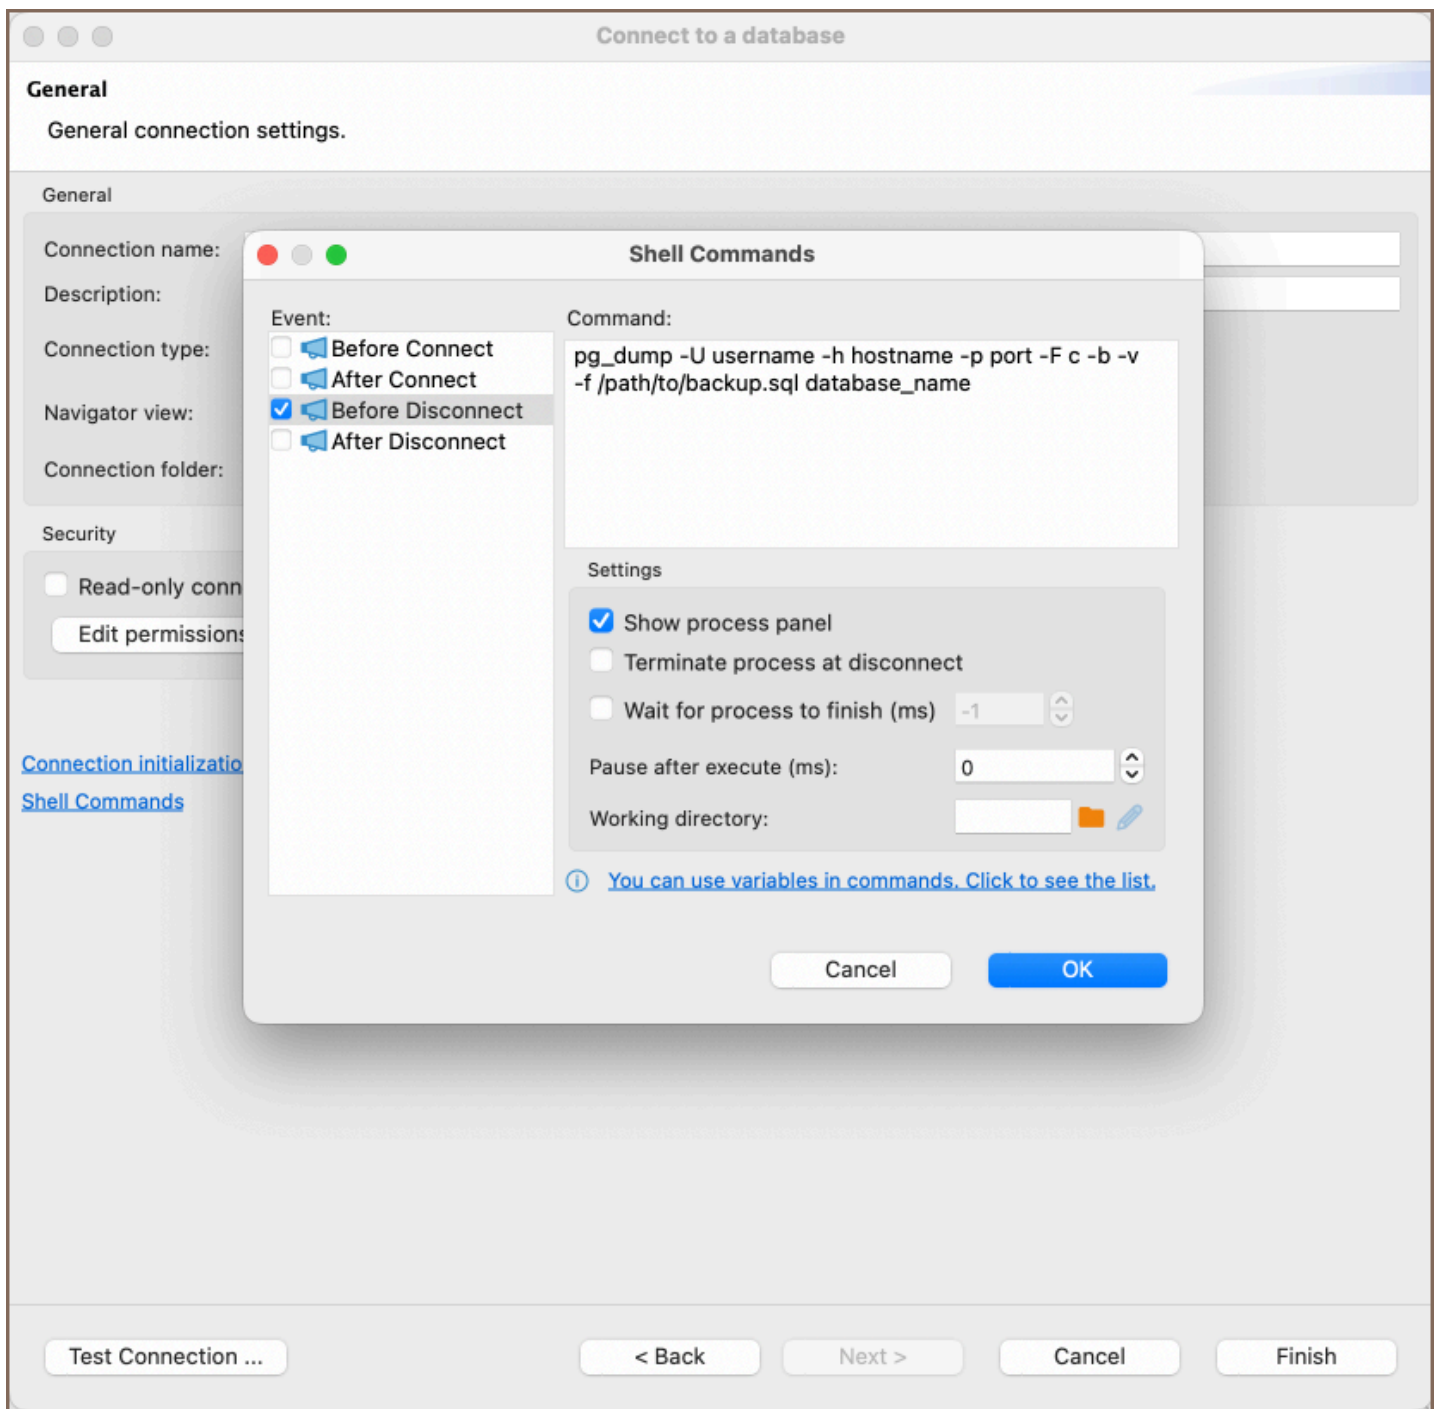 Connect to a database
General
General connection settings.
General
Connection name:
Description:
Connection type:
Navigator view:
Connection folder:
Security
Read-only conn
Edit permissions
Connection initializatio
Shell Commands
Shell Commands
Event:
Before Connect
After Connect
Before Disconnect
After Disconnect
Command:
pg_dump -U username -h hostname -p port -F c -b -v
-f /path/to/backup.sql database_name
Settings
Show process panel
Terminate process at disconnect
Wait for process to finish (ms) -1
Pause after execute (ms): 0
Working directory:
You can use variables in commands. Click to see the list.
Cancel OK
Test Connection ... < Back Next > Cancel Finish